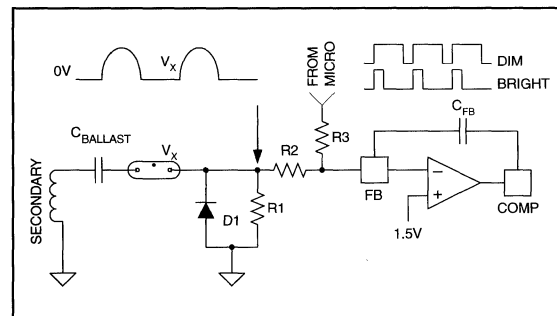 0V
VX
FROM
MICRO
DIM
BRIGHT
CBALLAST
VX
R3
CFB
R2
SECONDARY
D1
R1
FB
−
+
1.5V
COMP